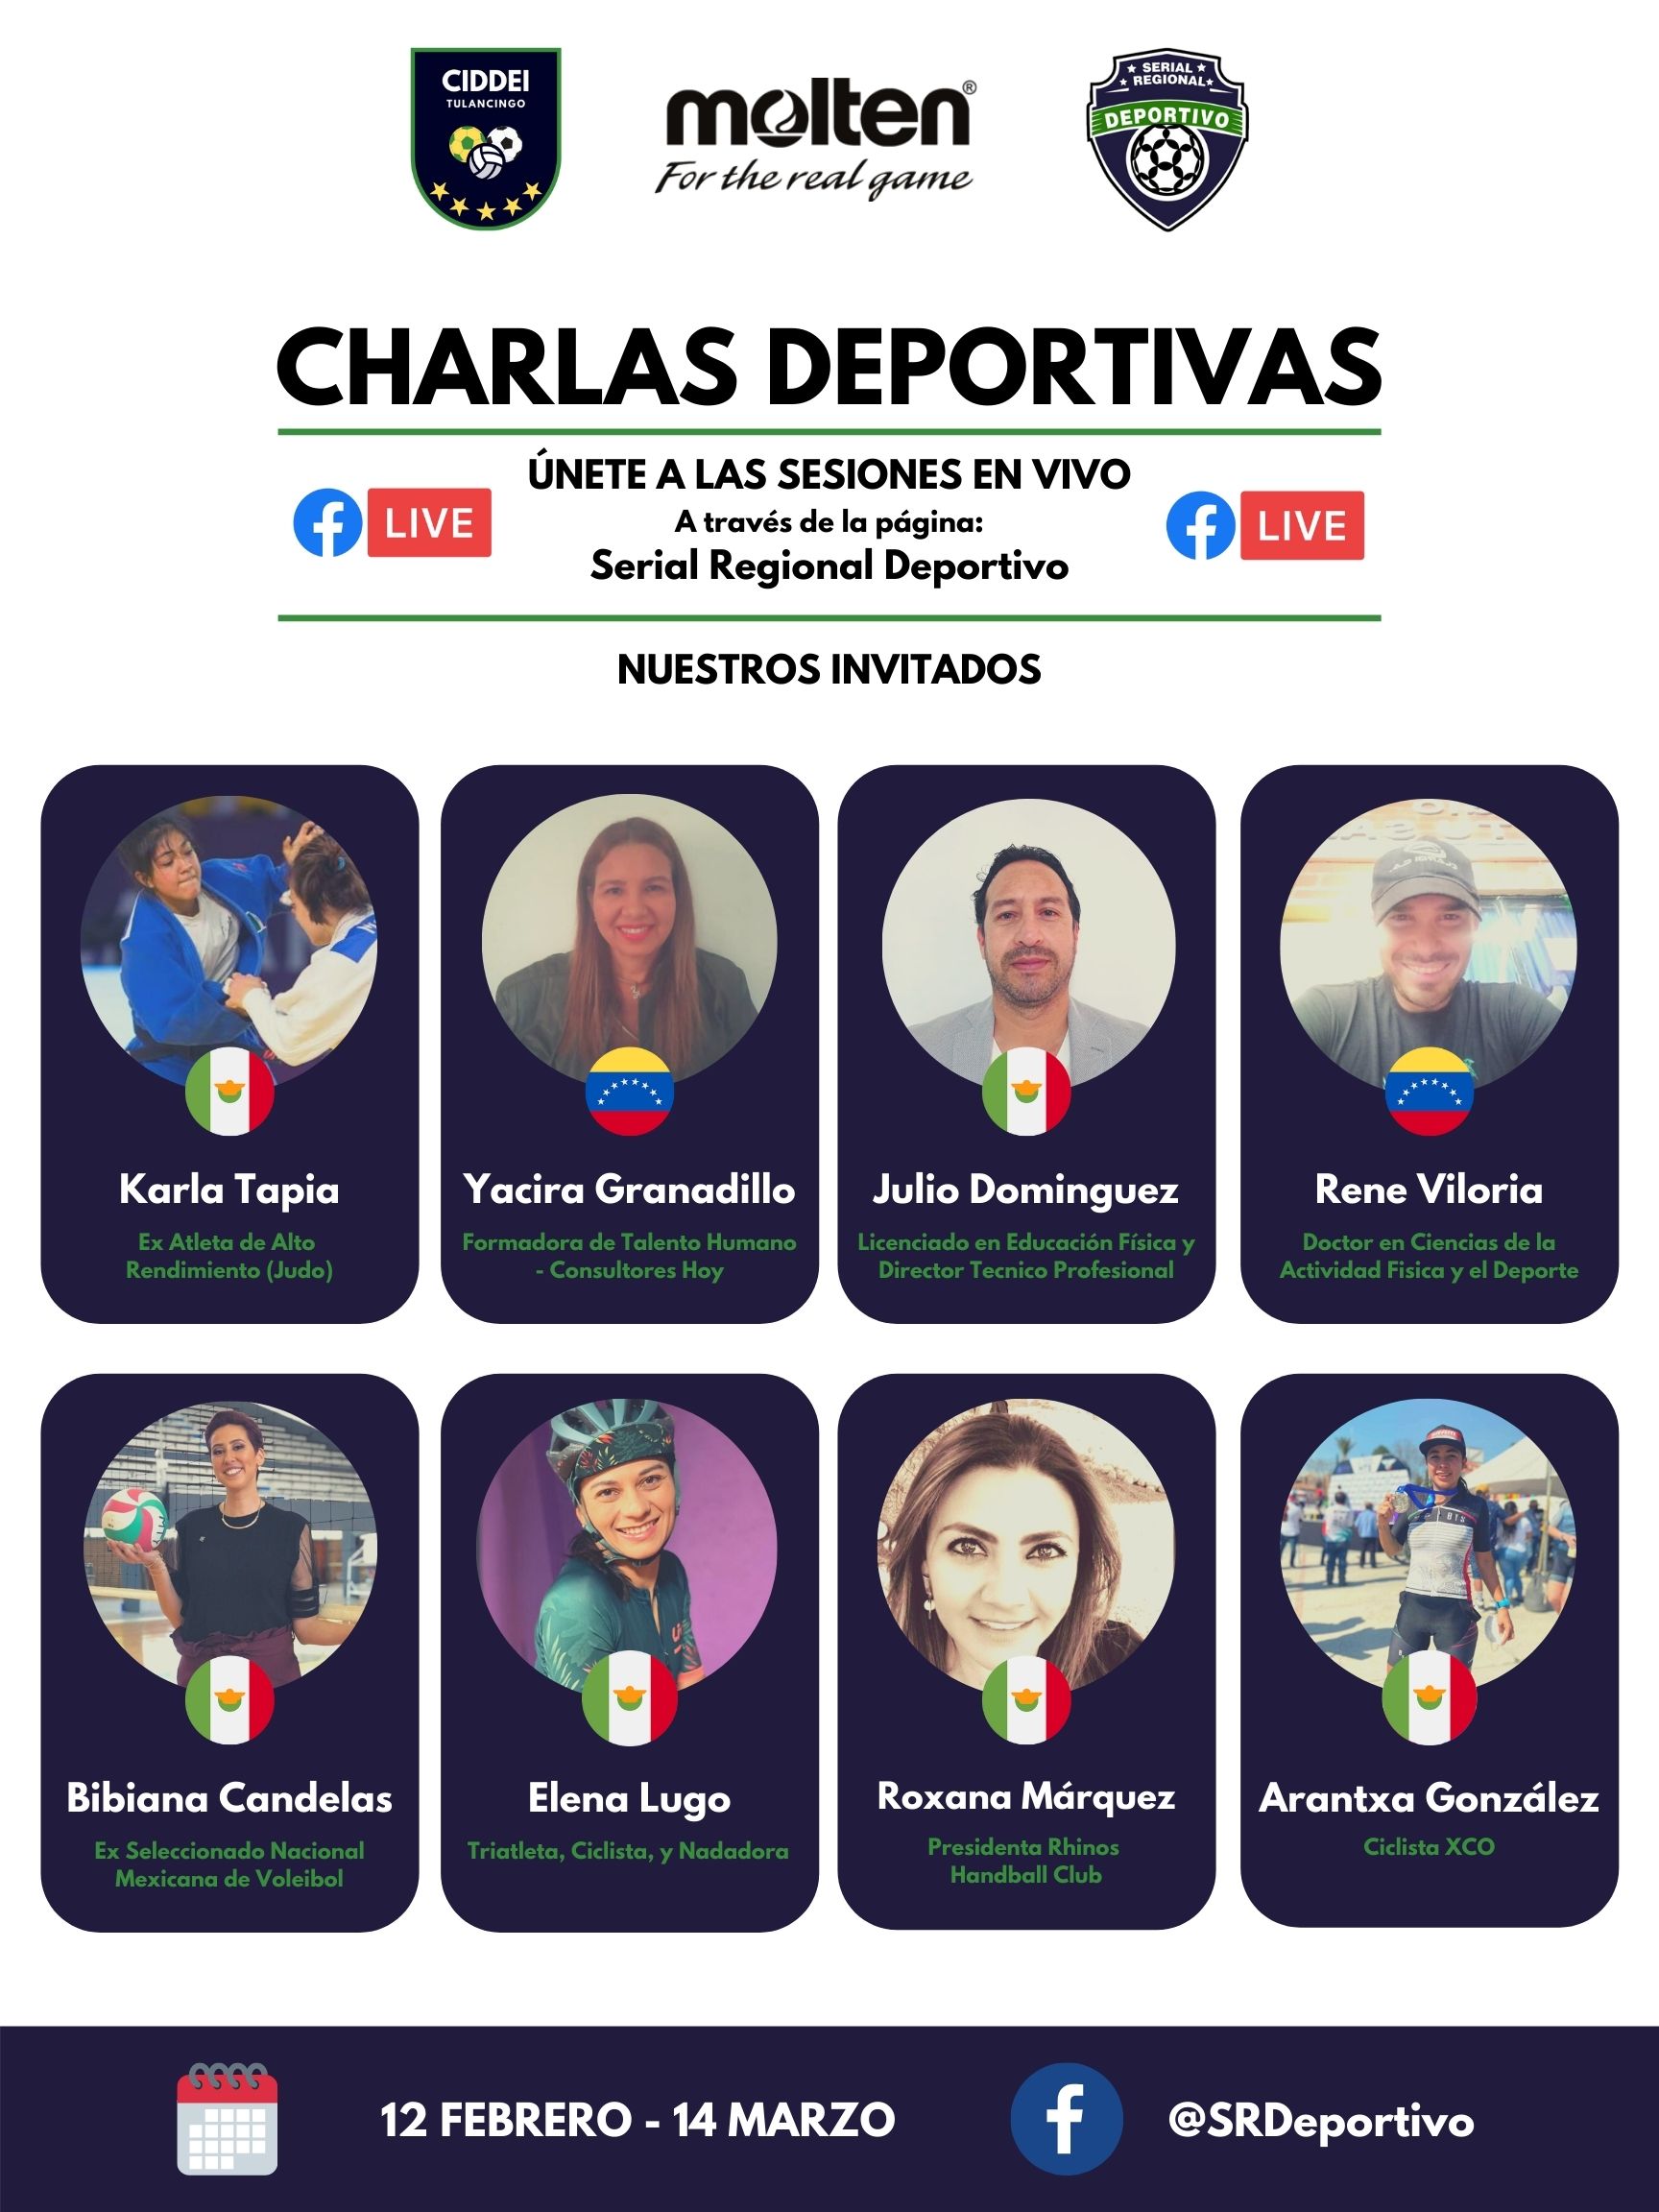 CIDDEI
TULANCINGO
molten®
For the real game
SERIAL
REGIONAL
DEPORTIVO
CHARLAS DEPORTIVAS
ÚNETE A LAS SESIONES EN VIVO
A través de la página:
Serial Regional Deportivo
LIVE
LIVE
NUESTROS INVITADOS
Karla Tapia
Ex Atleta de Alto
Rendimiento (Judo)
Yacira Granadillo
Formadora de Talento Humano
- Consultores Hoy
Julio Dominguez
Licenciado en Educación Física y
Director Tecnico Profesional
Rene Viloria
Doctor en Ciencias de la
Actividad Fisica y el Deporte
Bibiana Candelas
Ex Seleccionado Nacional
Mexicana de Voleibol
Elena Lugo
Triatleta, Ciclista, y Nadadora
Roxana Márquez
Presidenta Rhinos
Handball Club
Arantxa González
Ciclista XCO
12 FEBRERO - 14 MARZO
@SRDeportivo